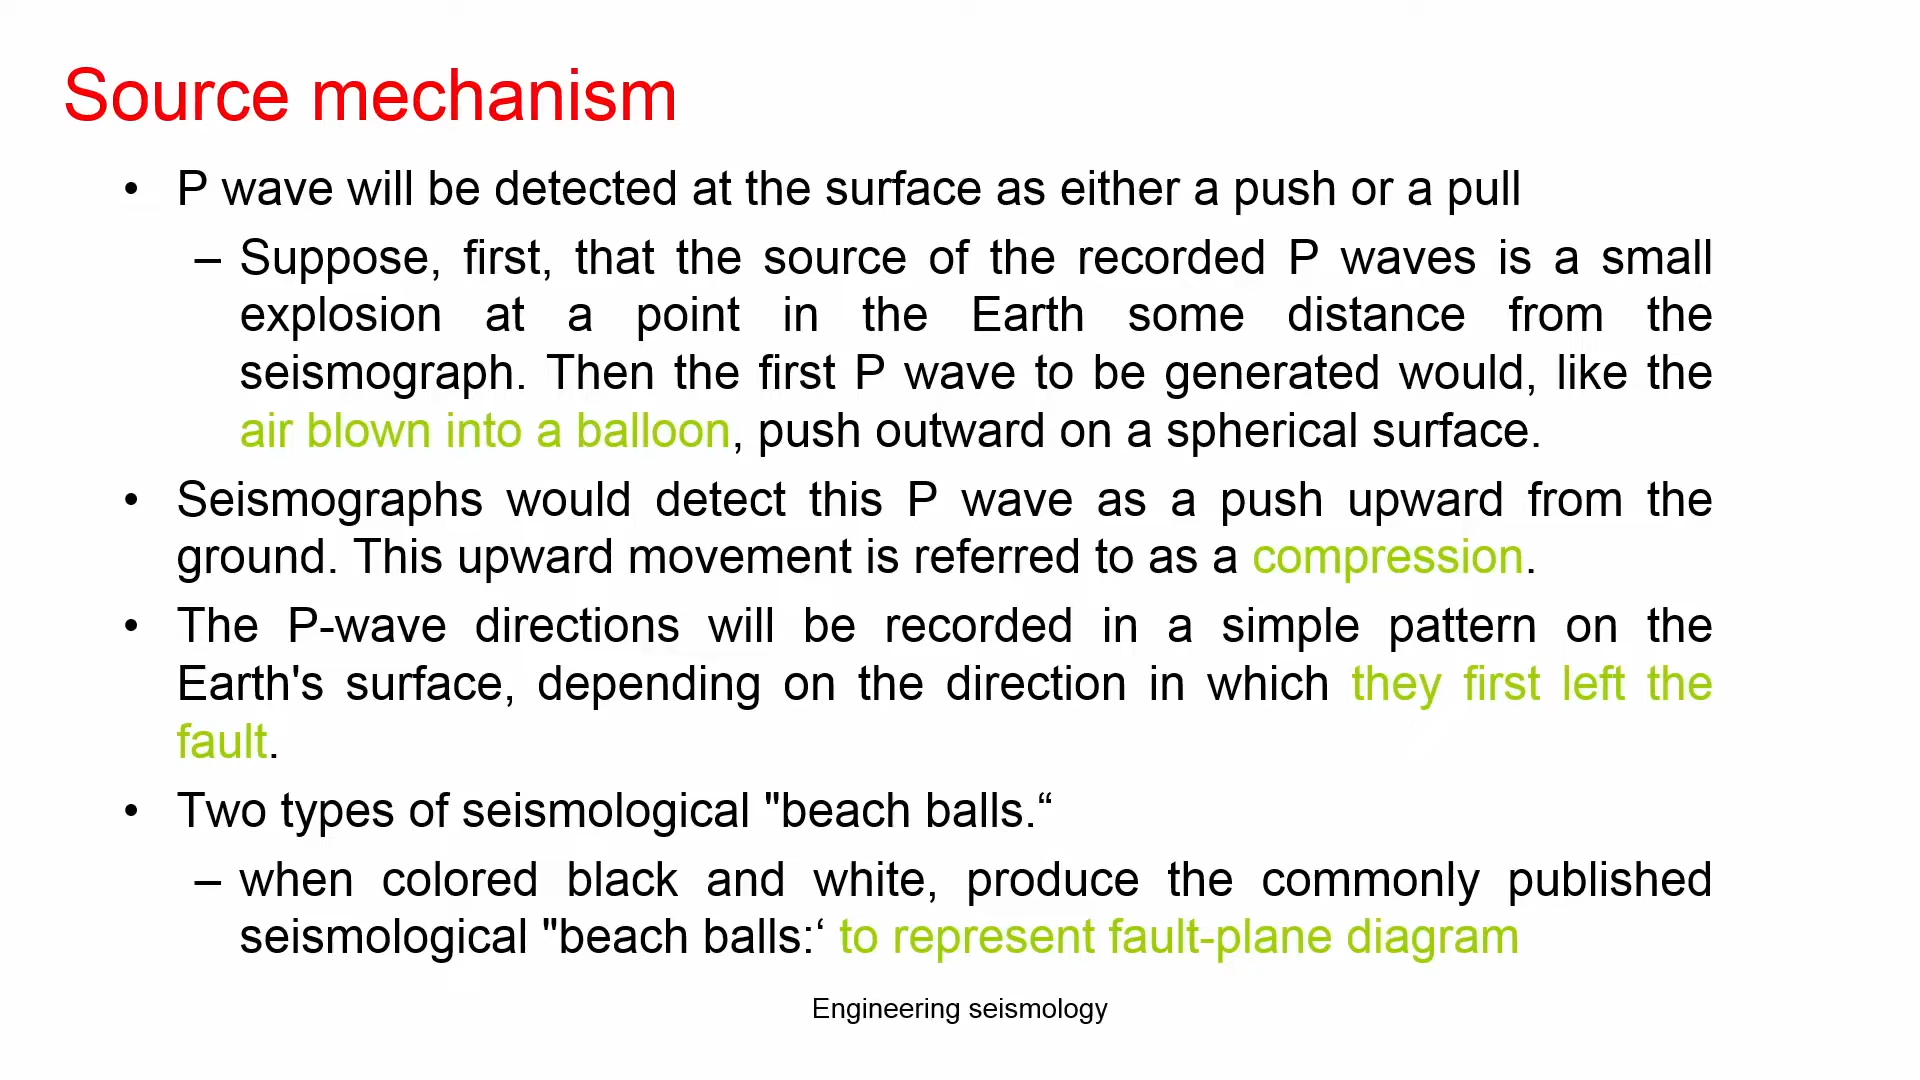 Source mechanism
• P wave will be detected at the surface as either a push or a pull
– Suppose, first, that the source of the recorded P waves is a small
explosion at a point in the Earth some distance from the
seismograph. Then the first P wave to be generated would, like the
air blown into a balloon, push outward on a spherical surface.
• Seismographs would detect this P wave as a push upward from the
ground. This upward movement is referred to as a compression.
• The P-wave directions will be recorded in a simple pattern on the
Earth's surface, depending on the direction in which they first left the
fault.
• Two types of seismological "beach balls.“
– when colored black and white, produce the commonly published
seismological "beach balls:‘ to represent fault-plane diagram
Engineering seismology